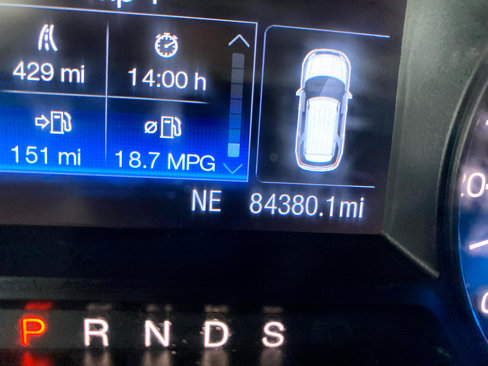 429 mi
14:00 h
151 mi
18.7 MPG
NE 84380.1mi
P R N D S